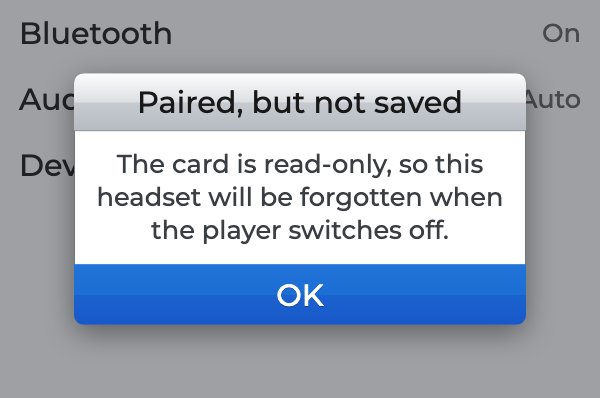 Bluetooth On
Auto
Paired, but not saved
The card is read-only, so this
headset will be forgotten when
the player switches off.
OK